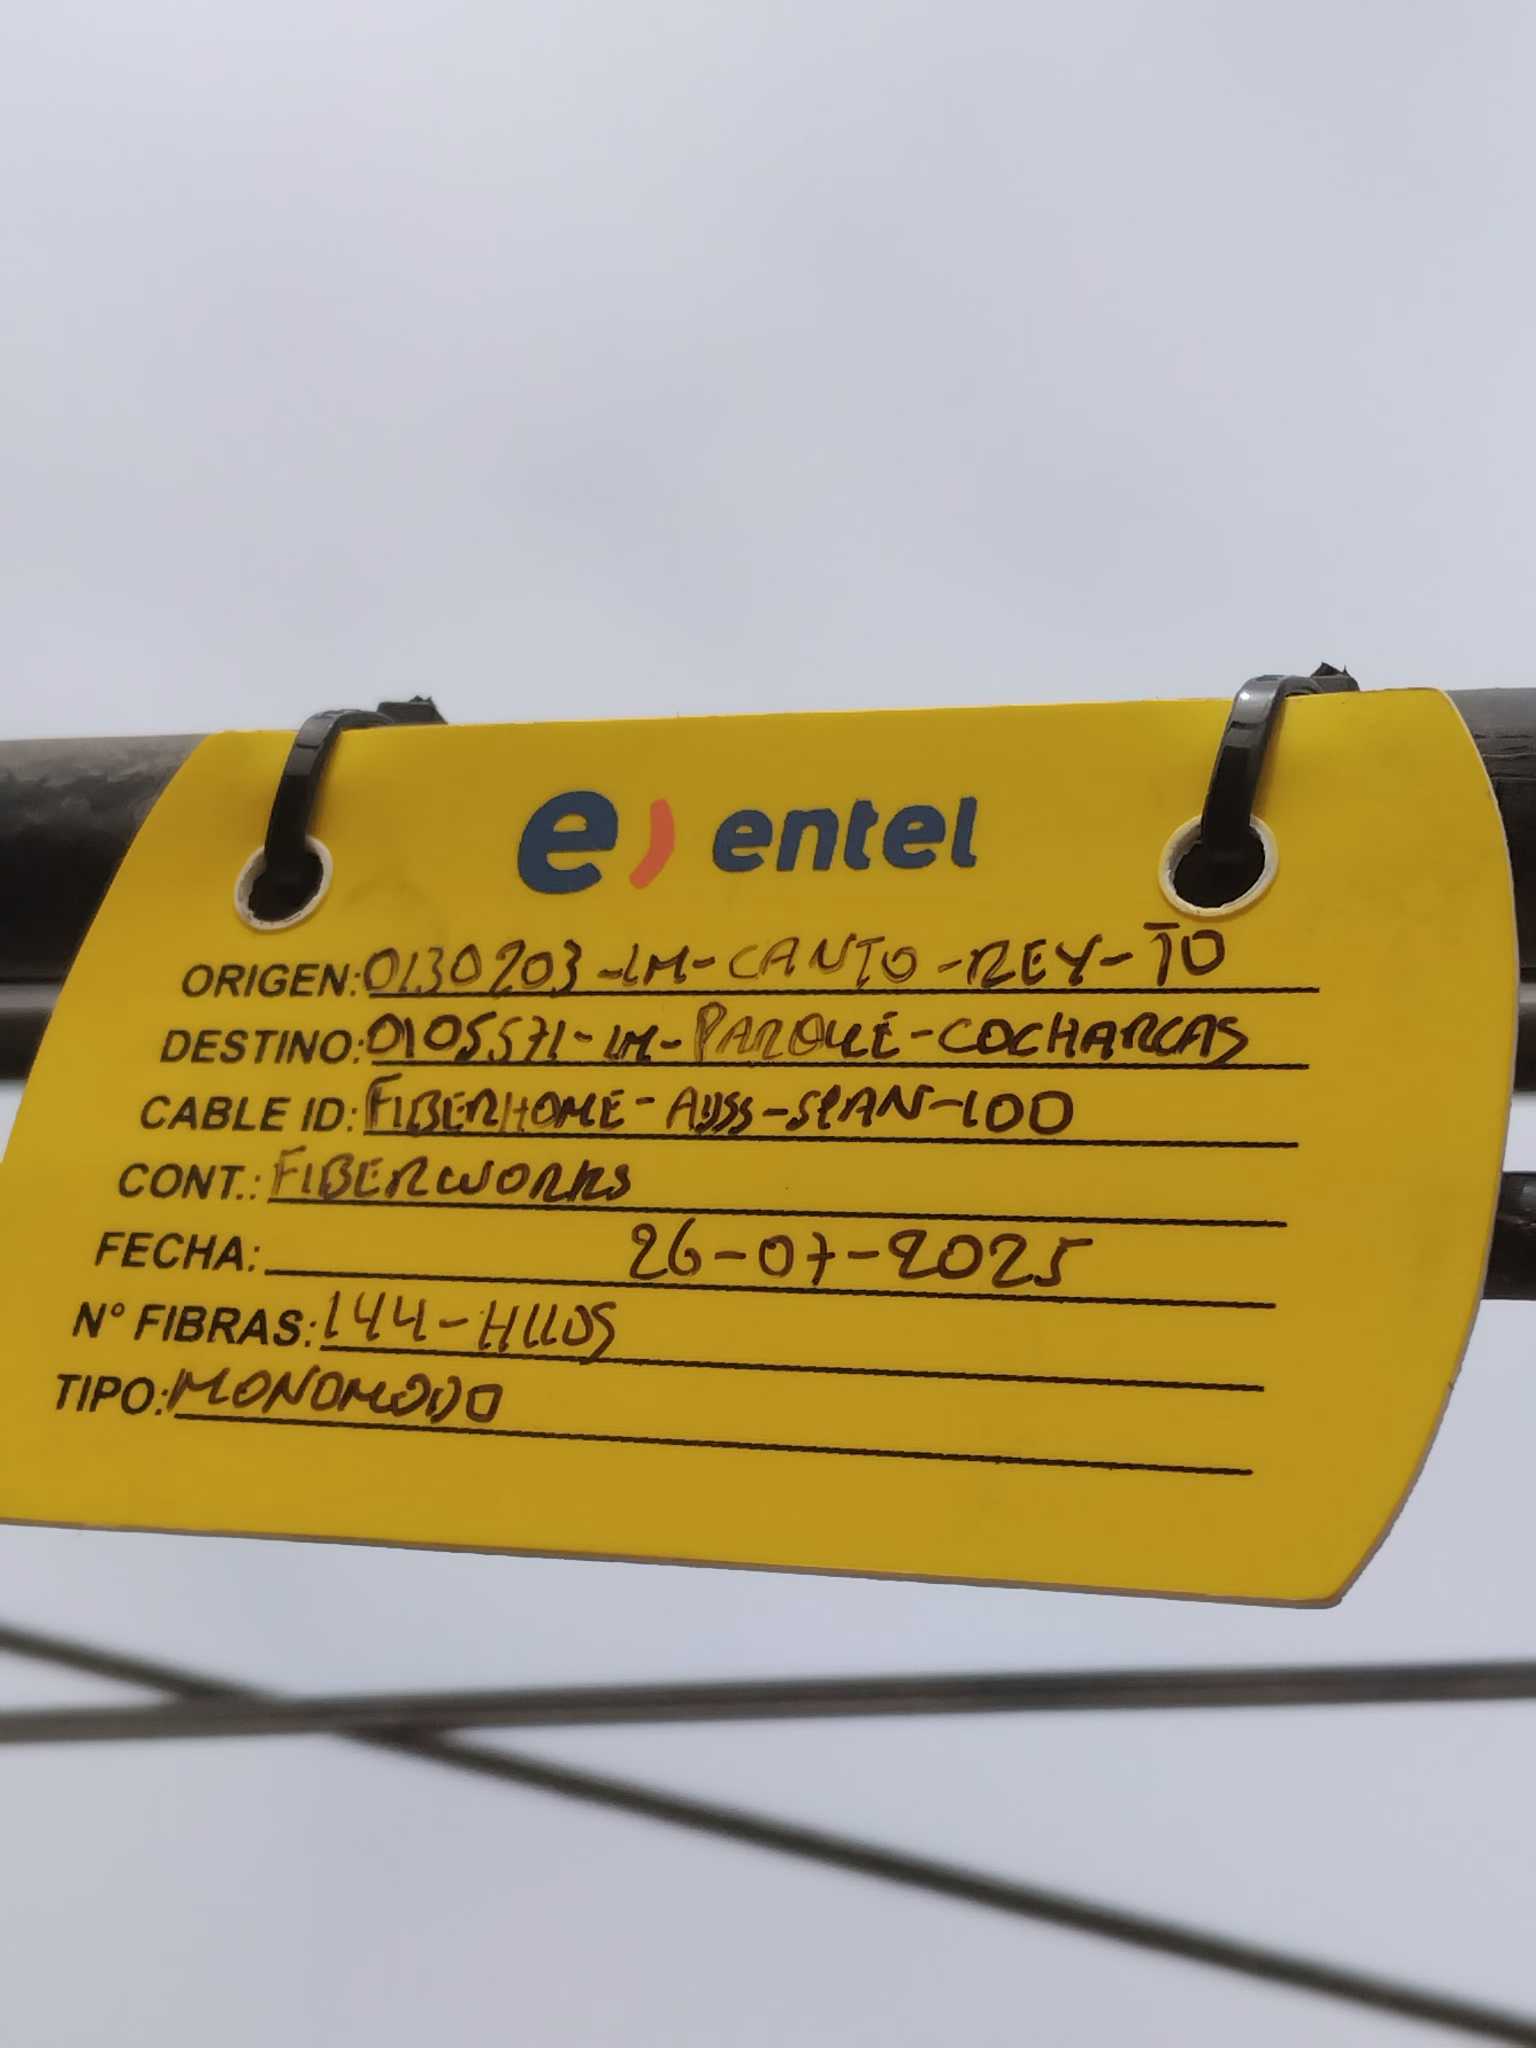 e) entel
ORIGEN: 0130203-LM-CANTO-REY-TO
DESTINO: 0105571-LM-PARQUE-COCHARCAS
CABLE ID: FIBERHOME-ADSS-SPAN-100
CONT.: FIBERWORKS
FECHA: 26-07-2025
N° FIBRAS: 144-HILOS
TIPO: MONOMODO